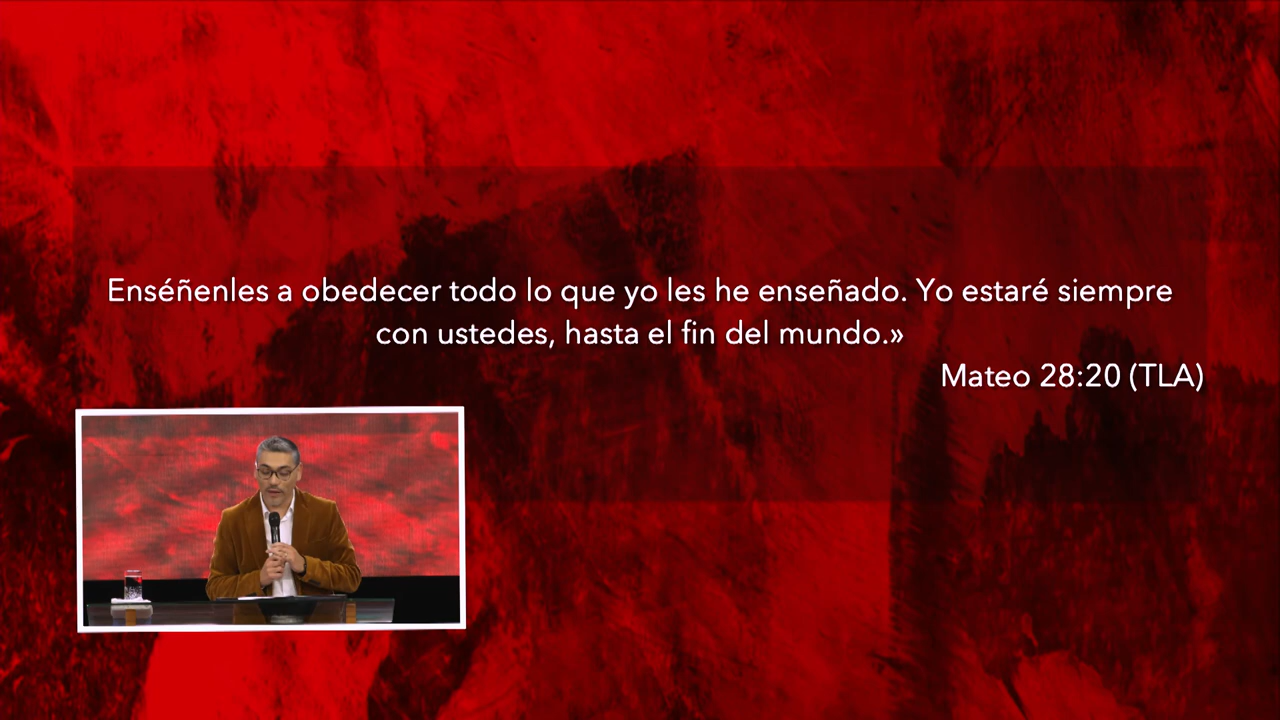 Enséñenles a obedecer todo lo que yo les he enseñado. Yo estaré siempre
con ustedes, hasta el fin del mundo.»
Mateo 28:20 (TLA)